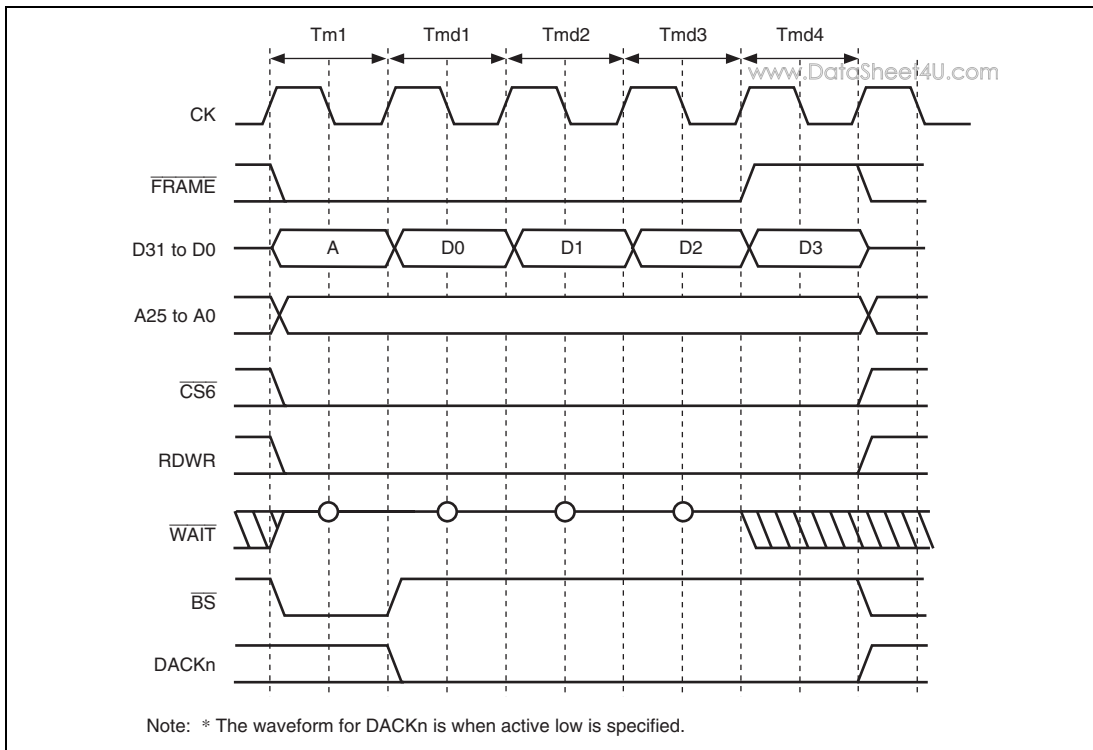 Tm1 Tmd1 Tmd2 Tmd3 Tmd4
www.DataSheet4U.com
CK
FRAME
D31 to D0 A D0 D1 D2 D3
A25 to A0
CS6
RDWR
WAIT
BS
DACKn
Note: * The waveform for DACKn is when active low is specified.